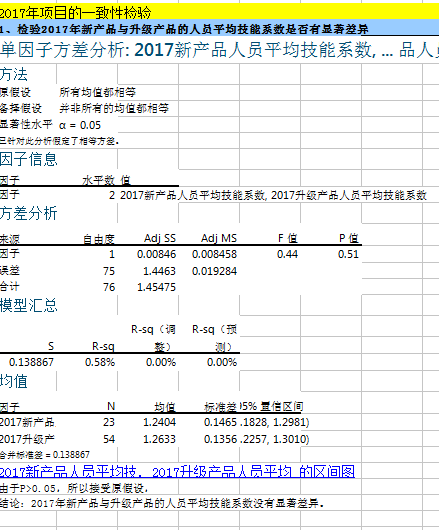 2017年项目的一致性检验
1、检验2017年新产品与升级产品的人员平均技能系数是否有显著差异
单因子方差分析: 2017新产品人员平均技能系数, ... 品人员
方法
原假设 所有均值都相等
备择假设 并非所有的均值都相等
显著性水平 α = 0.05
已针对此分析假定了相等方差。
因子信息
因子 水平数 值
因子 2 2017新产品人员平均技能系数, 2017升级产品人员平均技能系数
方差分析
来源 自由度 Adj SS Adj MS F 值 P 值
因子 1 0.00846 0.008458 0.44 0.51
误差 75 1.4463 0.019284
合计 76 1.45475
模型汇总
R-sq（调 R-sq（预
S R-sq 整） 测）
0.138867 0.58% 0.00% 0.00%
均值
因子 N 均值 标准差 95% 置信区间
2017新产品 23 1.2404 0.1465 .1828, 1.2981)
2017升级产 54 1.2633 0.1356 .2257, 1.3010)
合并标准差 = 0.138867
2017新产品人员平均技, 2017升级产品人员平均 的区间图
由于P>0.05，所以接受原假设，
结论：2017年新产品与升级产品的人员平均技能系数没有显著差异。